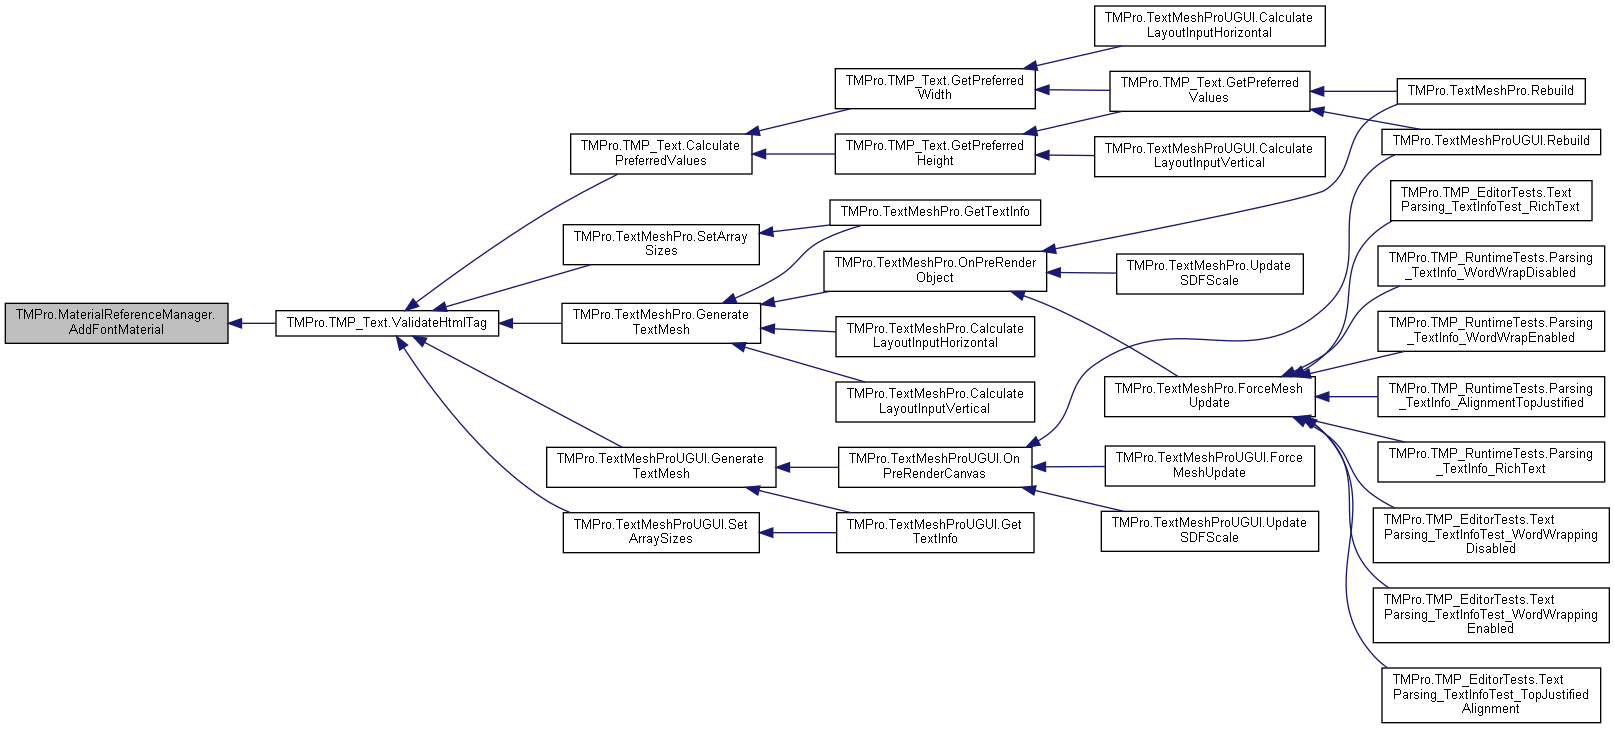 TMPro.MaterialReferenceManager.
AddFontMaterial
TMPro.TMP_Text.ValidateHtmlTag
TMPro.TMP_Text.Calculate
PreferredValues
TMPro.TextMeshPro.SetArray
Sizes
TMPro.TextMeshPro.Generate
TextMesh
TMPro.TextMeshProUGUI.Generate
TextMesh
TMPro.TextMeshProUGUI.Set
ArraySizes
TMPro.TMP_Text.GetPreferred
Width
TMPro.TMP_Text.GetPreferred
Height
TMPro.TextMeshPro.GetTextInfo
TMPro.TextMeshPro.OnPreRender
Object
TMPro.TextMeshPro.Calculate
LayoutInputHorizontal
TMPro.TextMeshPro.Calculate
LayoutInputVertical
TMPro.TextMeshProUGUI.On
PreRenderCanvas
TMPro.TextMeshProUGUI.Get
TextInfo
TMPro.TextMeshProUGUI.Calculate
LayoutInputHorizontal
TMPro.TMP_Text.GetPreferred
Values
TMPro.TextMeshProUGUI.Calculate
LayoutInputVertical
TMPro.TextMeshPro.Update
SDFScale
TMPro.TextMeshPro.ForceMesh
Update
TMPro.TextMeshProUGUI.Force
MeshUpdate
TMPro.TextMeshProUGUI.Update
SDFScale
TMPro.TextMeshPro.Rebuild
TMPro.TextMeshProUGUI.Rebuild
TMPro.TMP_EditorTests.Text
Parsing_TextInfoTest_RichText
TMPro.TMP_RuntimeTests.Parsing
_TextInfo_WordWrapDisabled
TMPro.TMP_RuntimeTests.Parsing
_TextInfo_WordWrapEnabled
TMPro.TMP_RuntimeTests.Parsing
_TextInfo_AlignmentTopJustified
TMPro.TMP_RuntimeTests.Parsing
_TextInfo_RichText
TMPro.TMP_EditorTests.Text
Parsing_TextInfoTest_WordWrapping
Disabled
TMPro.TMP_EditorTests.Text
Parsing_TextInfoTest_WordWrapping
Enabled
TMPro.TMP_EditorTests.Text
Parsing_TextInfoTest_TopJustified
Alignment